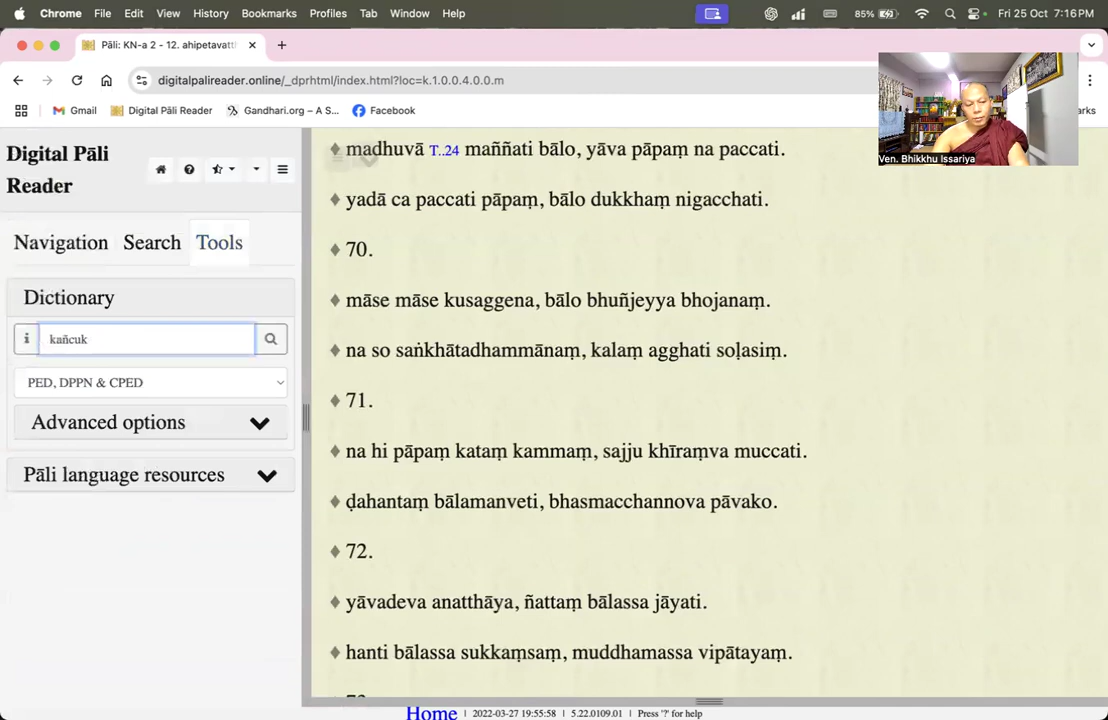 Chrome File Edit View History Bookmarks Profiles Tab Window Help
85% Fri 25 Oct 7:16 PM
Pāli: KN-a 2 - 12. ahipetavatt
digitalpalireader.online/_dprhtml/index.html?loc=k.1.0.0.4.0.0.m
Gmail Digital Pāli Reader Gandhari.org – A S... Facebook
Ven. Bhikkhu Issariya
Digital Pāli
Reader
Navigation Search Tools
Dictionary
kañcuk
PED, DPPN & CPED
Advanced options
Pāli language resources
♦ madhuvā T..24 maññati bālo, yāva pāpaṃ na paccati.
♦ yadā ca paccati pāpaṃ, bālo dukkhaṃ nigacchati.
♦ 70.
♦ māse māse kusaggena, bālo bhuñjeyya bhojanaṃ.
♦ na so saṅkhātadhammānaṃ, kalaṃ agghati soḷasiṃ.
♦ 71.
♦ na hi pāpaṃ kataṃ kammaṃ, sajju khīraṃva muccati.
♦ ḍahantaṃ bālamanveti, bhasmacchannova pāvako.
♦ 72.
♦ yāvadeva anatthāya, ñattaṃ bālassa jāyati.
♦ hanti bālassa sukkaṃsaṃ, muddhamassa vipātayaṃ.
Home | 2022-03-27 19:55:58 | 5.22.0109.01 | Press '?' for help